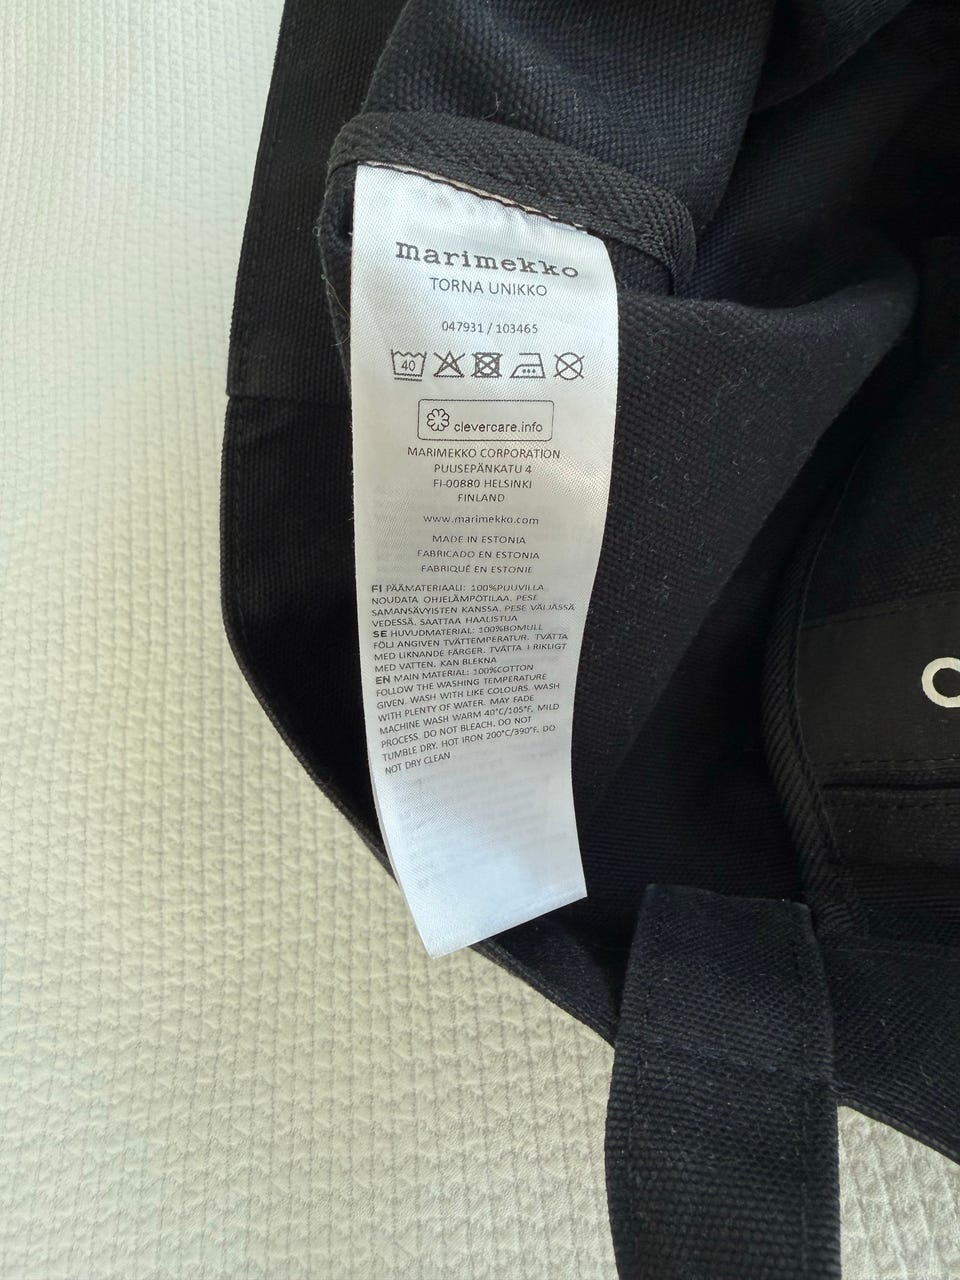 marimekko
TORNA UNIKKO
047931 / 103465
40
clevercare.info
MARIMEKKO CORPORATION
PUUSEPÄNKATU 4
FI-00880 HELSINKI
FINLAND
www.marimekko.com
MADE IN ESTONIA
FABRICADO EN ESTONIA
FABRIQUÉ EN ESTONIE
FI PÄÄMATERIAALI: 100%PUUVILLA
NOUDATA OHJELÄMPÖTILAA. PESE
SAMANSÄVYISTEN KANSSA. PESE VÄLJÄSSÄ
VEDESSÄ. SAATTAA HAALISTUA
SE HUVUDMATERIAL: 100%BOMULL
FÖLJ ANGIVEN TVÄTTEMPERATUR. TVÄTTA
MED LIKNANDE FÄRGER. TVÄTTA I RIKLIGT
MED VATTEN. KAN BLEKNA
EN MAIN MATERIAL: 100%COTTON
FOLLOW THE WASHING TEMPERATURE
GIVEN. WASH WITH LIKE COLOURS. WASH
WITH PLENTY OF WATER. MAY FADE
MACHINE WASH WARM 40°C/105°F, MILD
PROCESS. DO NOT BLEACH. DO NOT
TUMBLE DRY. HOT IRON 200°C/390°F. DO
NOT DRY CLEAN